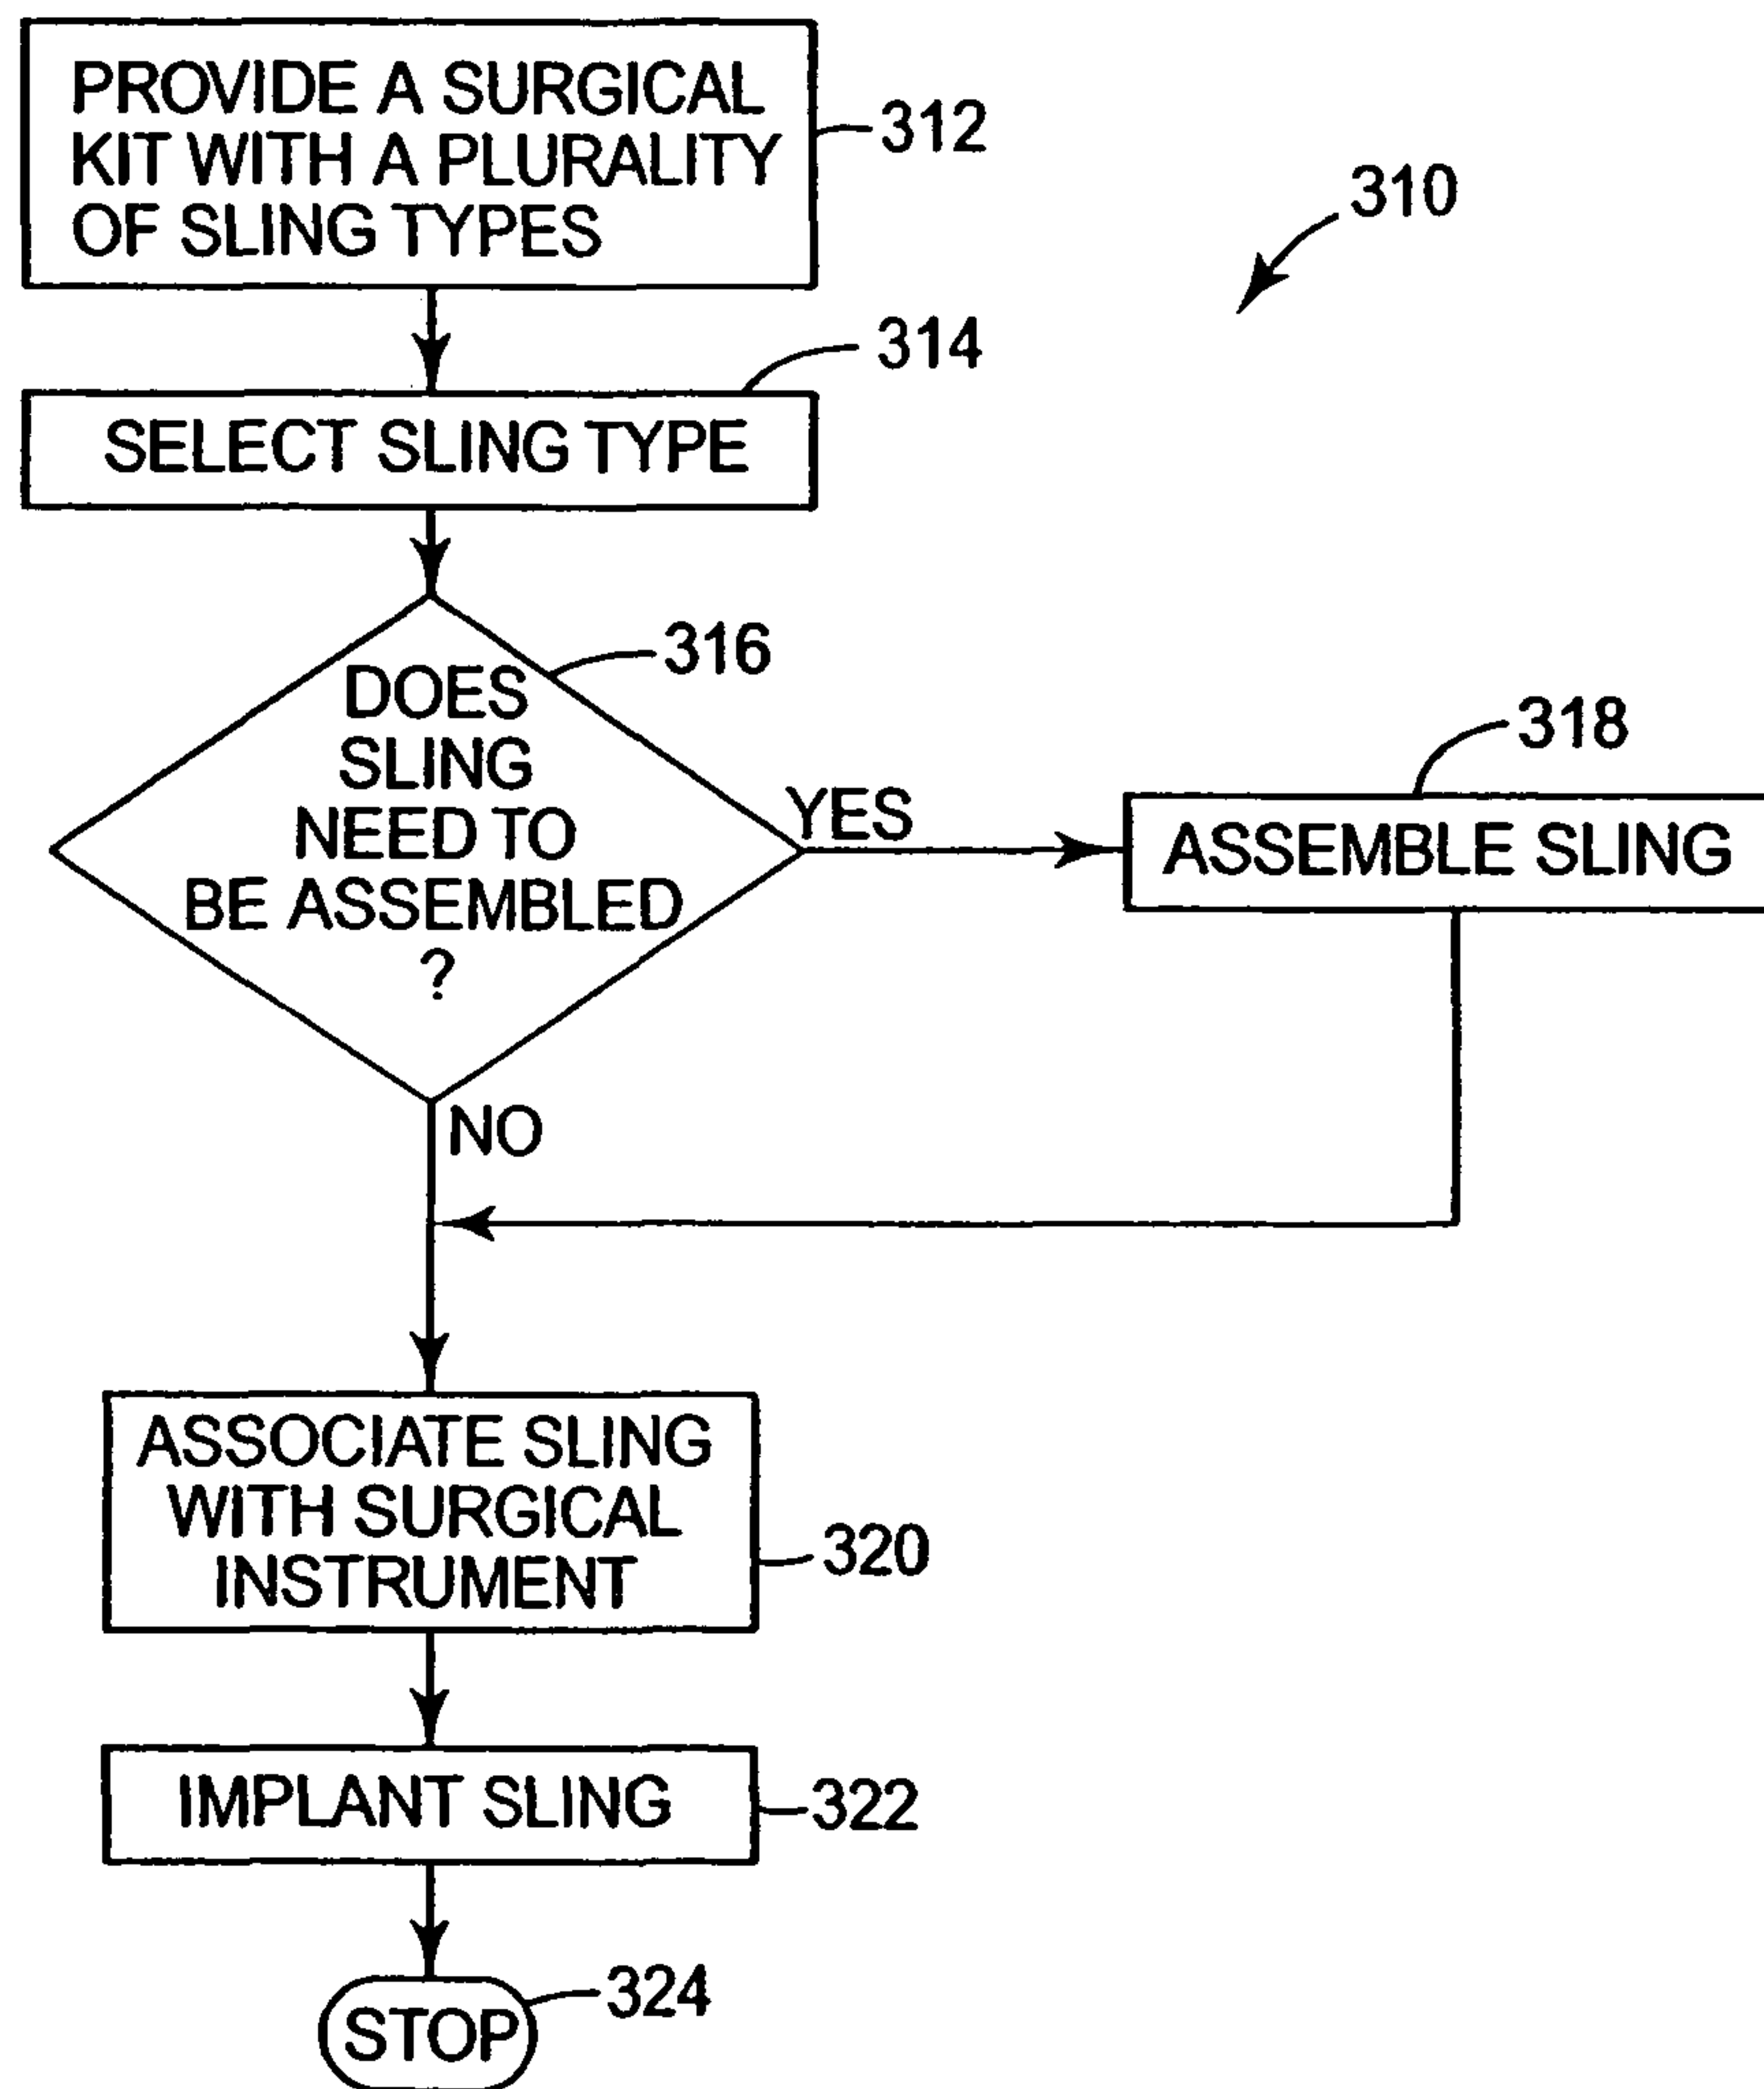 PROVIDE A SURGICAL
KIT WITH A PLURALITY
OF SLING TYPES
312
310
314
SELECT SLING TYPE
316
DOES
SLING
NEED TO
BE ASSEMBLED
?
YES
318
ASSEMBLE SLING
NO
ASSOCIATE SLING
WITH SURGICAL
INSTRUMENT
320
IMPLANT SLING
322
324
STOP